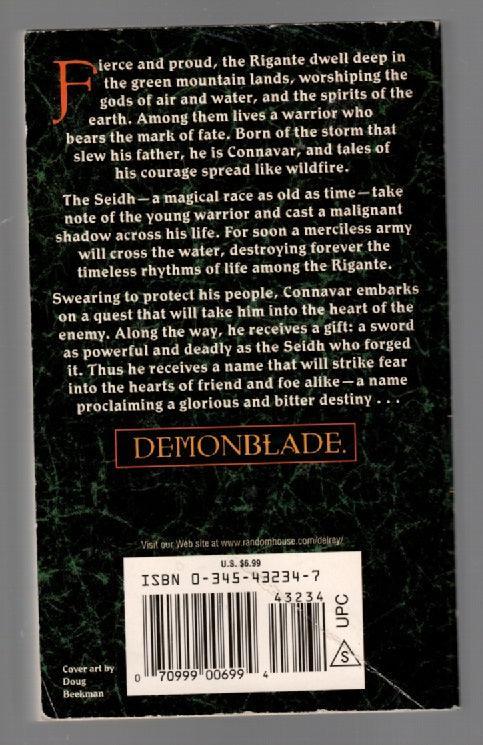 Fierce and proud, the Rigante dwell deep in
the green mountain lands, worshiping the
gods of air and water, and the spirits of the
earth. Among them lives a warrior who
bears the mark of fate. Born of the storm that
slew his father, he is Connavar, and tales of
his courage spread like wildfire.
The Seidh—a magical race as old as time—take
note of the young warrior and cast a malignant
shadow across his life. For soon a merciless army
will cross the water, destroying forever the
timeless rhythms of life among the Rigante.
Swearing to protect his people, Connavar embarks
on a quest that will take him into the heart of the
enemy. Along the way, he receives a gift: a sword
as powerful and deadly as the Seidh who forged
it. Thus he receives a name that will strike fear
into the hearts of friend and foe alike—a name
proclaiming a glorious and bitter destiny . . .
DEMONBLADE.
Visit our Web site at www.randomhouse.com/delrey/
U.S. $6.99
ISBN 0-345-43234-7
43234
0 70999 00699 4
UPC
S
Cover art by
Doug
Beekman